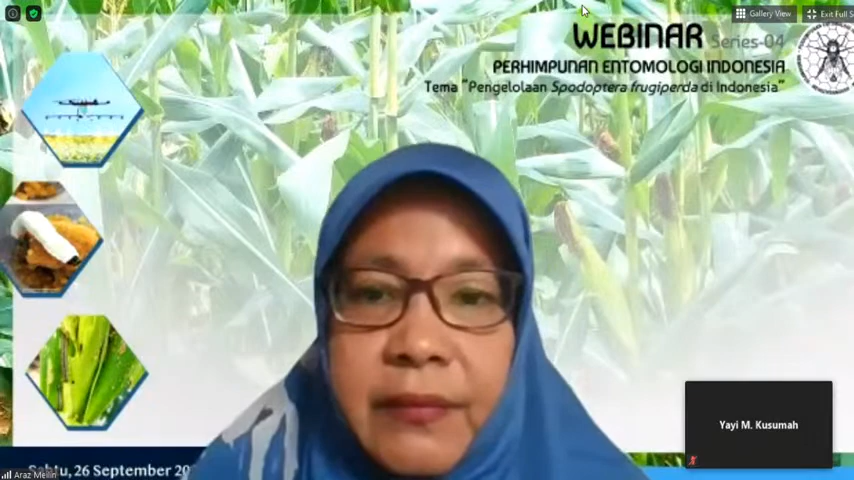 Gallery View
Exit Full S
WEBINAR Series-04
PERHIMPUNAN ENTOMOLOGI INDONESIA
Tema "Pengelolaan Spodoptera frugiperda di Indonesia"
Yayi M. Kusumah
Sabtu, 26 September 20
Araz Meilin